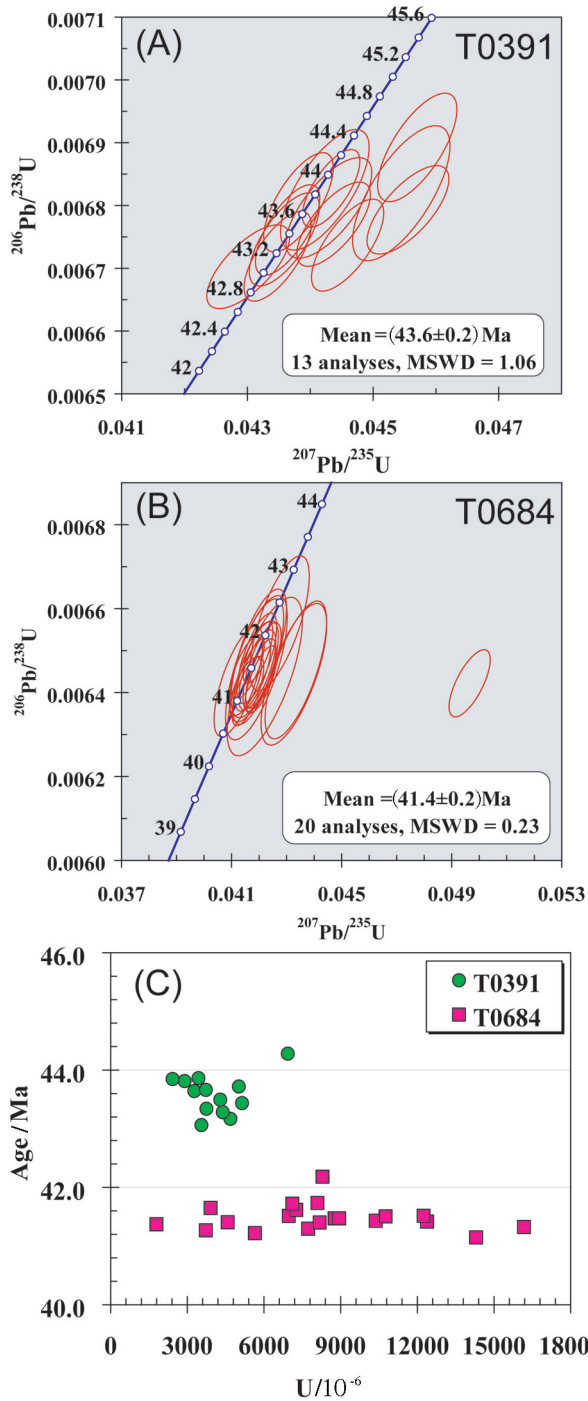 (A)
T0391
0.0071
0.0070
0.0069
0.0068
0.0067
0.0066
0.0065
²⁰⁶Pb/²³⁸U
45.6
45.2
44.8
44.4
44
43.6
43.2
42.8
42.4
42
Mean=(43.6±0.2) Ma
13 analyses, MSWD = 1.06
0.041 0.043 0.045 0.047
²⁰⁷Pb/²³⁵U
(B)
T0684
0.0068
0.0066
0.0064
0.0062
0.0060
²⁰⁶Pb/²³⁸U
44
43
42
41
40
39
Mean =(41.4±0.2)Ma
20 analyses, MSWD = 0.23
0.037 0.041 0.045 0.049 0.053
²⁰⁷Pb/²³⁵U
(C)
T0391
T0684
46.0
44.0
42.0
40.0
Age /Ma
0 3000 6000 9000 12000 15000 1800
U/10⁻⁶